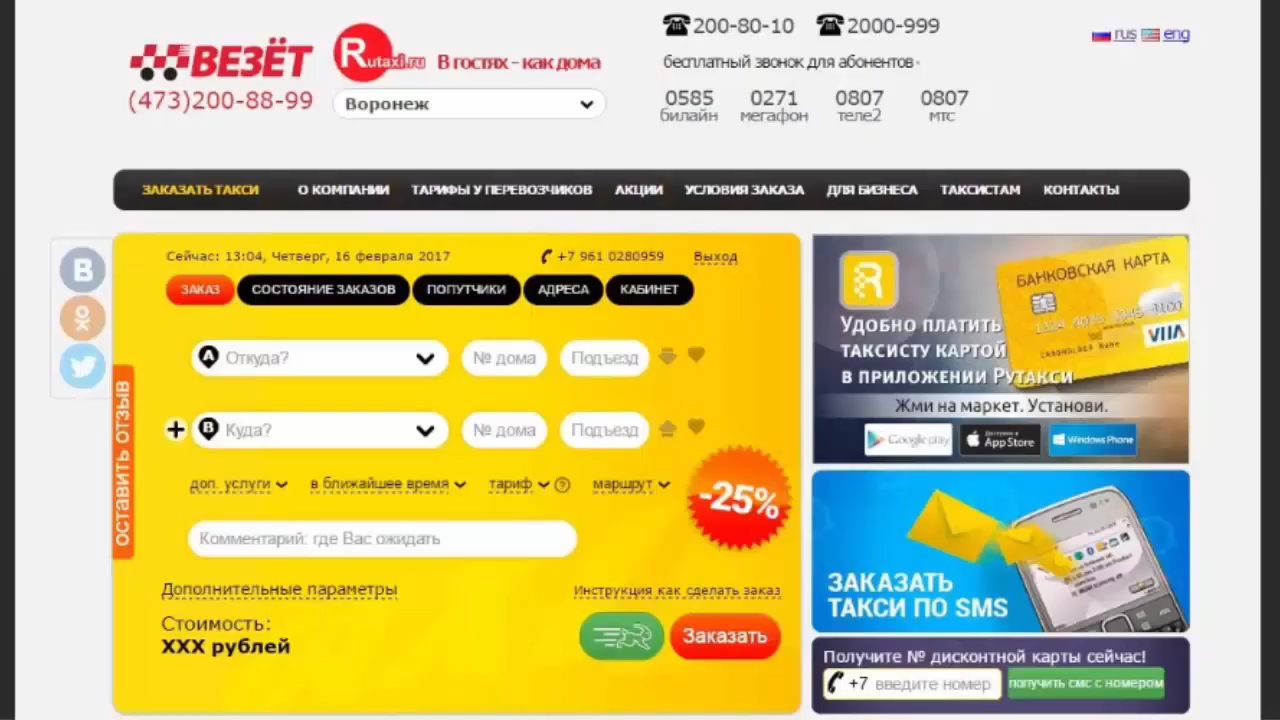 200-80-10 2000-999
rus eng
ВЕЗЁТ
Rutaxi.ru В гостях - как дома
бесплатный звонок для абонентов
(473)200-88-99
Воронеж
0585 0271 0807 0807
билайн мегафон теле2 мтс
ЗАКАЗАТЬ ТАКСИ О КОМПАНИИ ТАРИФЫ У ПЕРЕВОЗЧИКОВ АКЦИИ УСЛОВИЯ ЗАКАЗА ДЛЯ БИЗНЕСА ТАКСИСТАМ КОНТАКТЫ
Сейчас: 13:04, Четверг, 16 февраля 2017 +7 961 0280959 Выход
ЗАКАЗ СОСТОЯНИЕ ЗАКАЗОВ ПОПУТЧИКИ АДРЕСА КАБИНЕТ
A Откуда? № дома Подъезд
B Куда? № дома Подъезд
доп. услуги в ближайшее время тариф ? маршрут
-25%
Комментарий: где Вас ожидать
Дополнительные параметры Инструкция как сделать заказ
Стоимость:
XXX рублей
Заказать
В
ОСТАВИТЬ ОТЗЫВ
R
БАНКОВСКАЯ КАРТА
VIIA
Удобно платить
таксисту картой
в приложении Рутакси
Жми на маркет. Установи.
Google play App Store Windows Phone
ЗАКАЗАТЬ
ТАКСИ ПО SMS
Получите № дисконтной карты сейчас!
+7 введите номер получить смс с номером